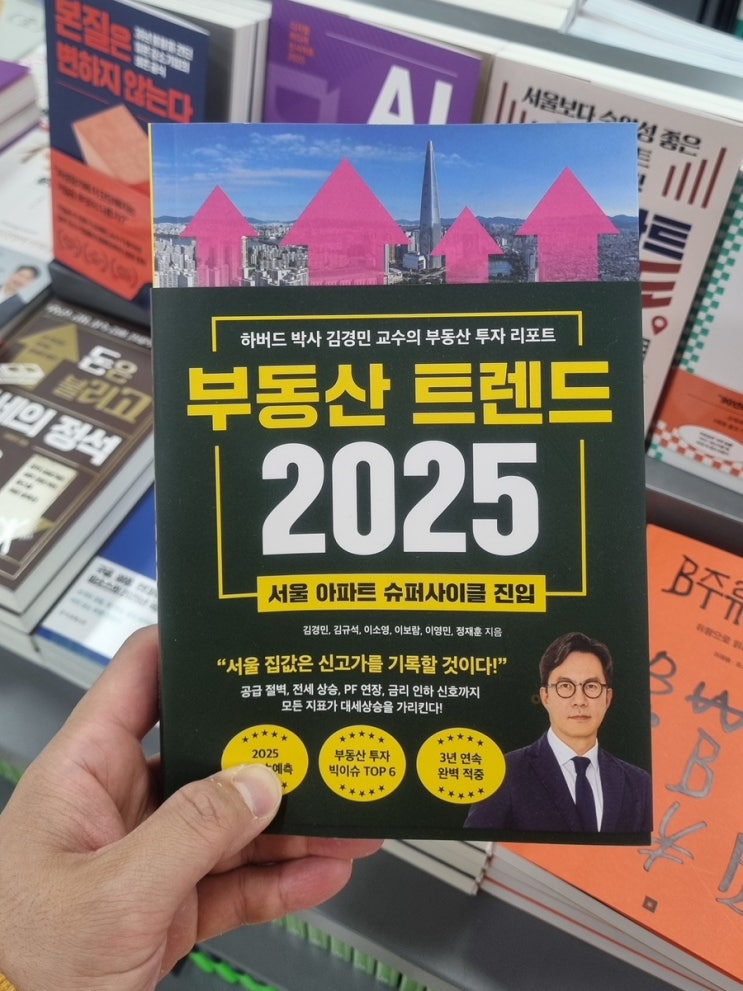 본질은
변하지 않는다
AI
서울보다 수익성 좋은
하버드 박사 김경민 교수의 부동산 투자 리포트
부동산 트렌드
2025
서울 아파트 슈퍼사이클 진입
김경민, 김규석, 이소영, 이보람, 이영민, 정재훈 지음
“서울 집값은 신고가를 기록할 것이다!”
공급 절벽, 전세 상승, PF 연장, 금리 인하 신호까지
모든 지표가 대세상승을 가리킨다!
2025
예측
부동산 투자
빅이슈 TOP 6
3년 연속
완벽 적중
돈은
불리고
세의 정석
B주류
B